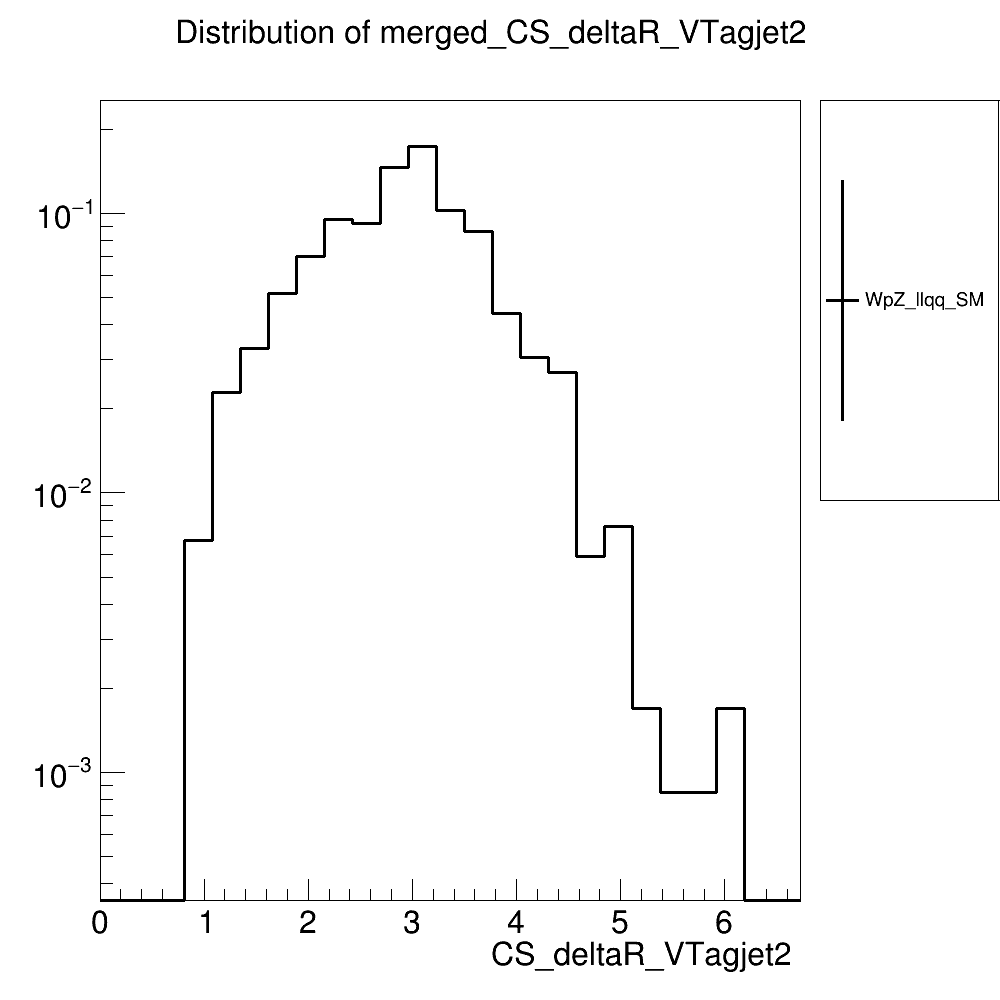 Distribution of merged_CS_deltaR_VTagjet2
10⁻¹
10⁻²
10⁻³
0 1 2 3 4 5 6
CS_deltaR_VTagjet2
WpZ_llqq_SM